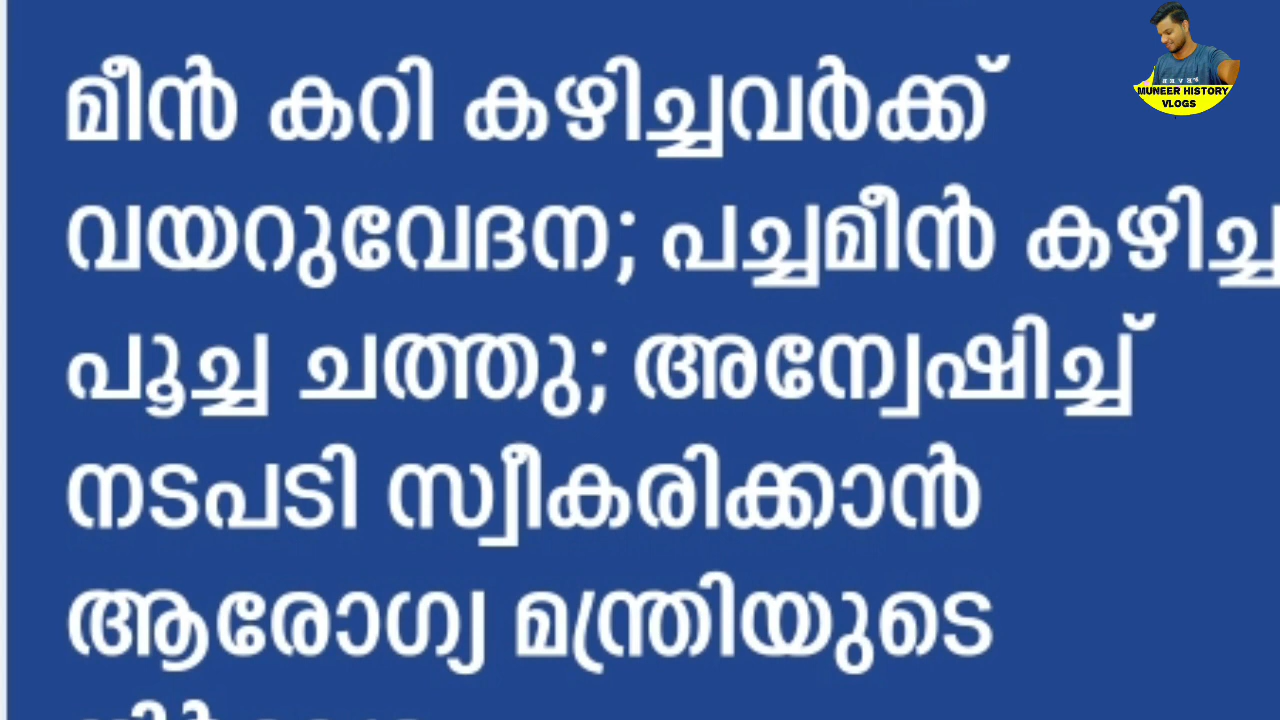 മീൻ കറി കഴിച്ചവർക്ക്
വയറുവേദന; പച്ചമീൻ കഴിച്ച
പൂച്ച ചത്തു; അന്വേഷിച്ച്
നടപടി സ്വീകരിക്കാൻ
ആരോഗ്യ മന്ത്രിയുടെ
MUNEER HISTORY
VLOGS